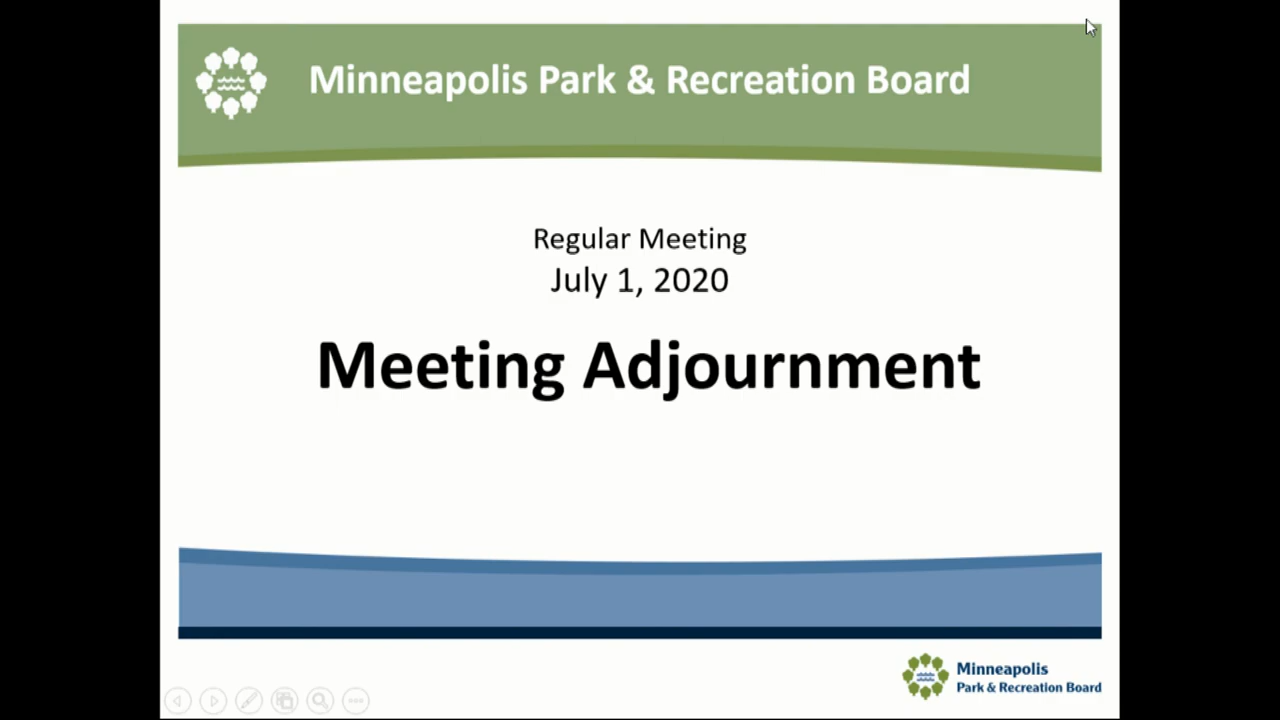 Minneapolis Park & Recreation Board
Regular Meeting
July 1, 2020
Meeting Adjournment
Minneapolis
Park & Recreation Board